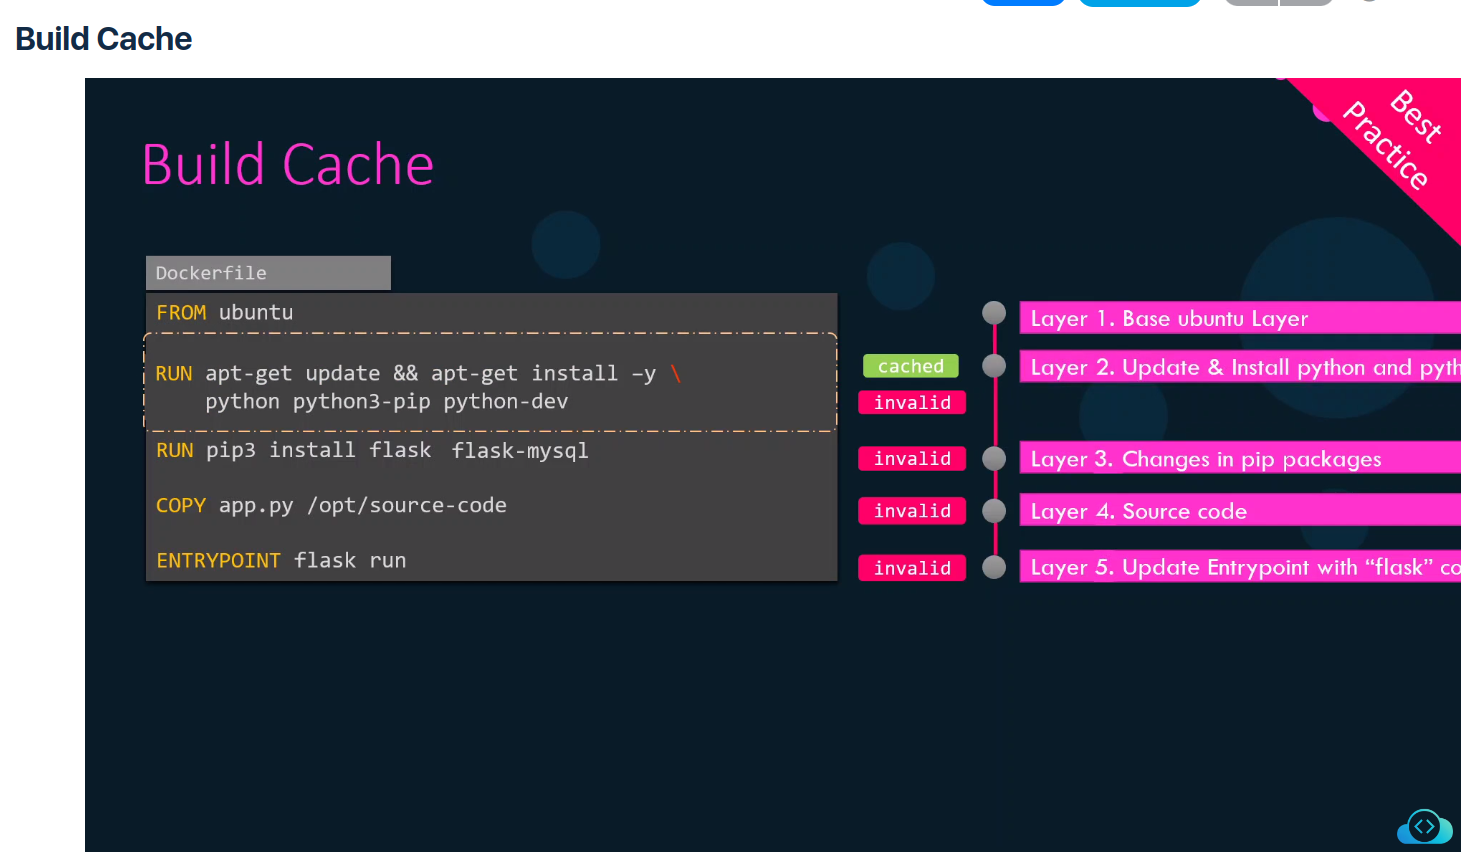 Build Cache
Best
Practice
Build Cache
Dockerfile
FROM ubuntu
RUN apt-get update && apt-get install –y \
python python3-pip python-dev
RUN pip3 install flask flask-mysql
COPY app.py /opt/source-code
ENTRYPOINT flask run
Layer 1. Base ubuntu Layer
cached
Layer 2. Update & Install python and pyth
invalid
invalid
Layer 3. Changes in pip packages
invalid
Layer 4. Source code
invalid
Layer 5. Update Entrypoint with “flask” co